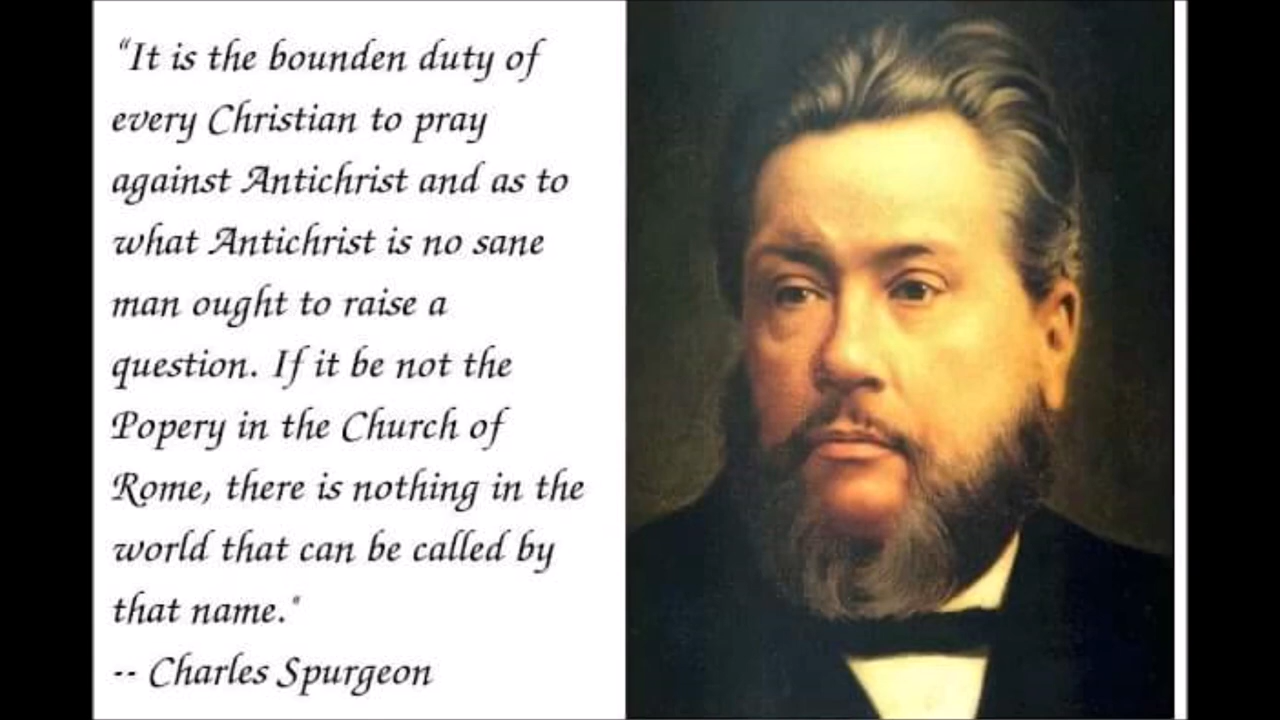 "It is the bounden duty of
every Christian to pray
against Antichrist and as to
what Antichrist is no sane
man ought to raise a
question. If it be not the
Popery in the Church of
Rome, there is nothing in the
world that can be called by
that name."
-- Charles Spurgeon